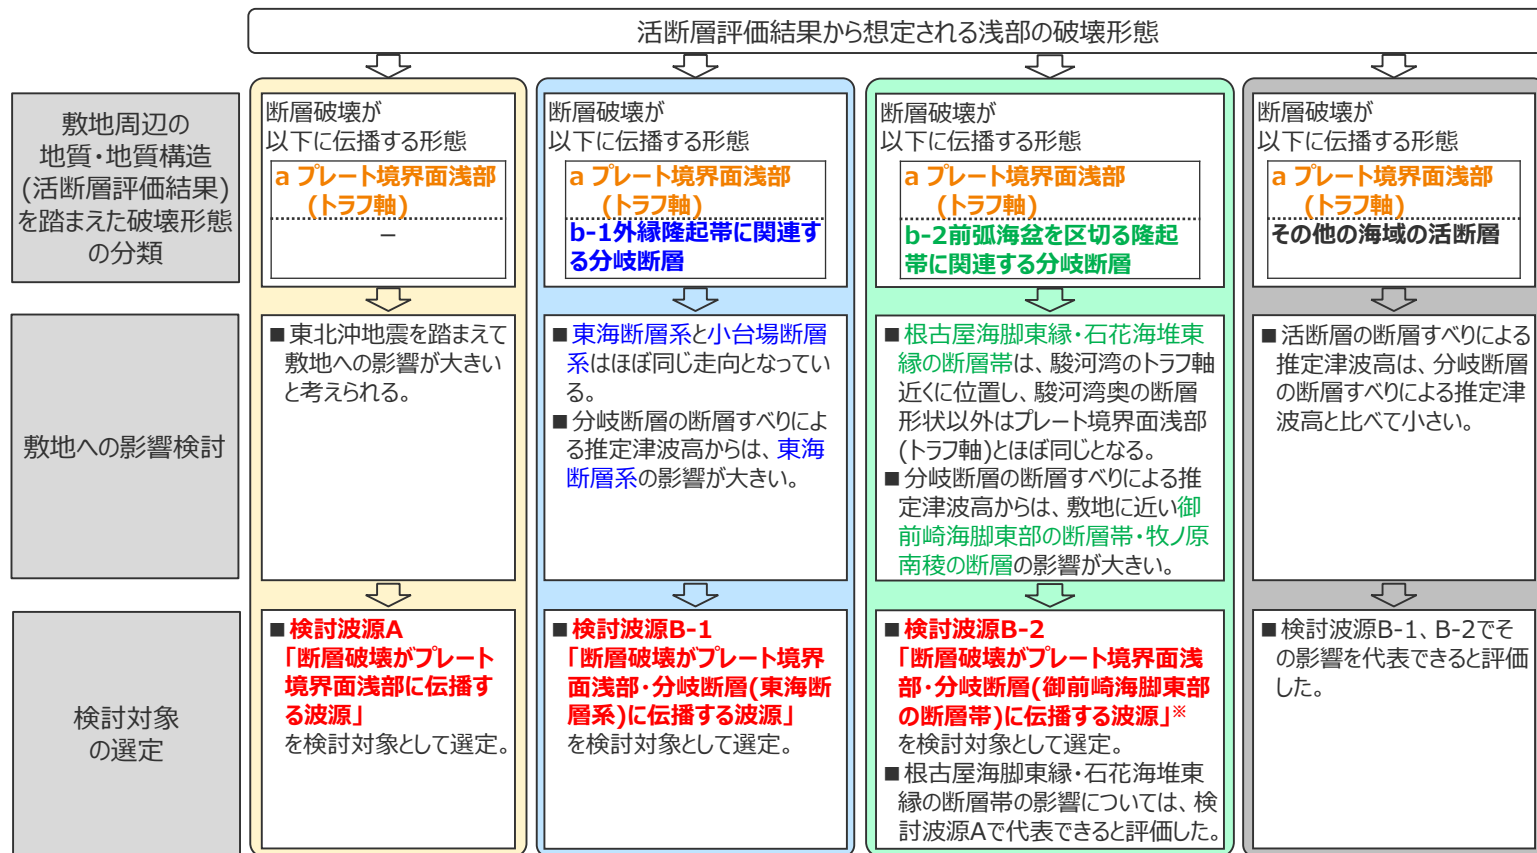 活断層評価結果から想定される浅部の破壊形態
敷地周辺の
地質・地質構造
(活断層評価結果)
を踏まえた破壊形態
の分類
断層破壊が
以下に伝播する形態
a プレート境界面浅部
(トラフ軸)
－
断層破壊が
以下に伝播する形態
a プレート境界面浅部
(トラフ軸)
b-1外縁隆起帯に関連す
る分岐断層
断層破壊が
以下に伝播する形態
a プレート境界面浅部
(トラフ軸)
b-2前弧海盆を区切る隆起
帯に関連する分岐断層
断層破壊が
以下に伝播する形態
a プレート境界面浅部
(トラフ軸)
その他の海域の活断層
敷地への影響検討
■東北沖地震を踏まえて
敷地への影響が大きい
と考えられる。
■東海断層系と小台場断層
系はほぼ同じ走向となってい
る。
■分岐断層の断層すべりによ
る推定津波高からは、東海
断層系の影響が大きい。
■根古屋海脚東縁・石花海堆東
縁の断層帯は、駿河湾のトラフ軸
近くに位置し、駿河湾奥の断層
形状以外はプレート境界面浅部
(トラフ軸)とほぼ同じとなる。
■分岐断層の断層すべりによる推
定津波高からは、敷地に近い御
前崎海脚東部の断層帯・牧ノ原
南稜の断層の影響が大きい。
■活断層の断層すべりによる
推定津波高は、分岐断層
の断層すべりによる推定津
波高と比べて小さい。
検討対象
の選定
■検討波源A
「断層破壊がプレート
境界面浅部に伝播す
る波源」
を検討対象として選定。
■検討波源B-1
「断層破壊がプレート境界
面浅部・分岐断層(東海断
層系)に伝播する波源」
を検討対象として選定。
■検討波源B-2
「断層破壊がプレート境界面浅
部・分岐断層(御前崎海脚東部
の断層帯)に伝播する波源」※
を検討対象として選定。
■根古屋海脚東縁・石花海堆東
縁の断層帯の影響については、検
討波源Aで代表できると評価した。
■検討波源B-1、B-2でそ
の影響を代表できると評価
した。